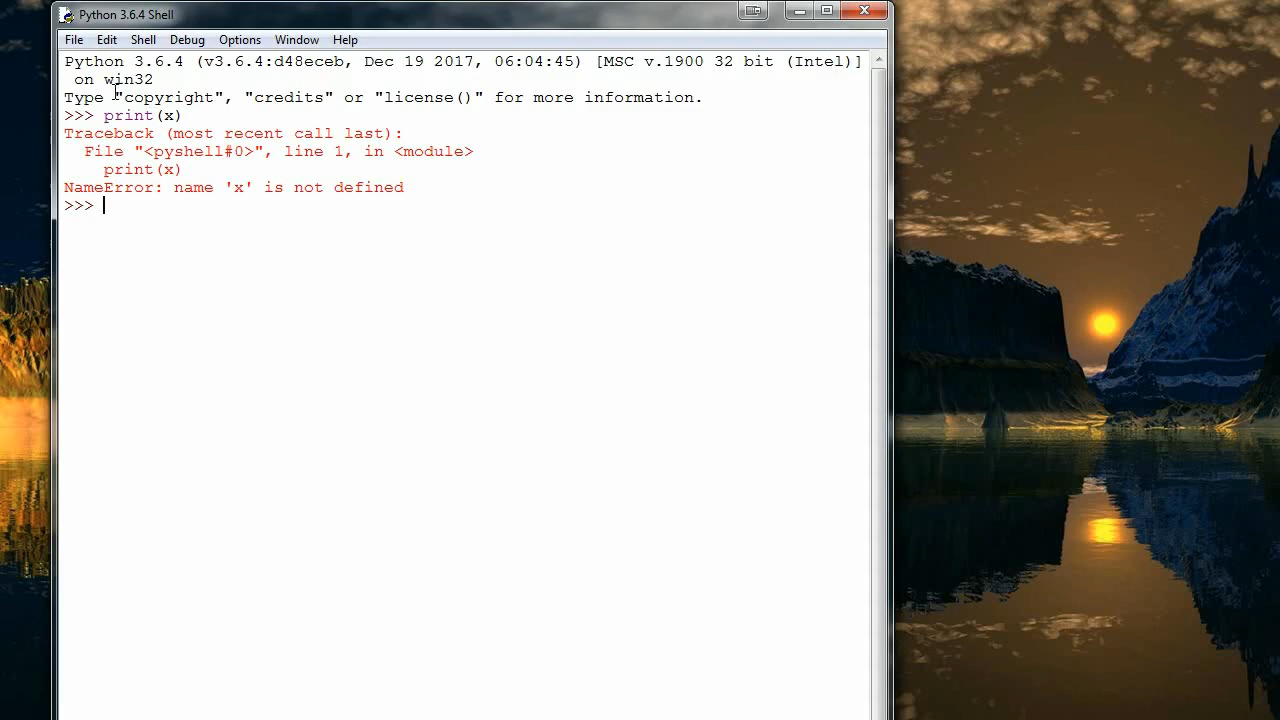 Python 3.6.4 Shell
File Edit Shell Debug Options Window Help
Python 3.6.4 (v3.6.4:d48eceb, Dec 19 2017, 06:04:45) [MSC v.1900 32 bit (Intel)]
 on win32
Type "copyright", "credits" or "license()" for more information.
>>> print(x)
Traceback (most recent call last):
  File "<pyshell#0>", line 1, in <module>
    print(x)
NameError: name 'x' is not defined
>>>